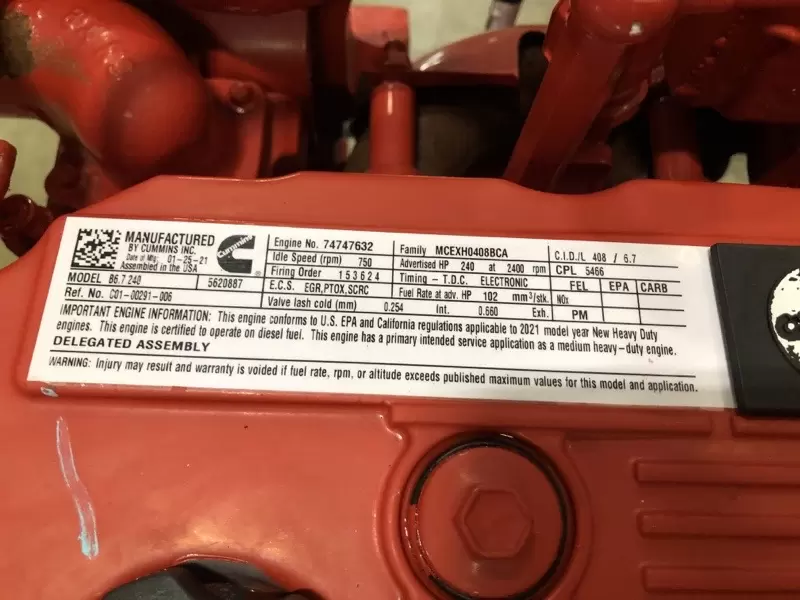 MANUFACTURED
BY CUMMINS INC.
Date of Mfg: 01-25-21
Assembled in the USA
Cummins
Engine No. 74747632
Idle Speed (rpm) 750
Firing Order 153624
Family MCEXH0408BCA
Advertised HP 240 at 2400 rpm
Timing - T.D.C. ELECTRONIC
C.I.D./L 408 / 6.7
CPL 5466
FEL EPA CARB
MODEL B6.7 240 5620887
E.C.S. EGR,PTOX,SCRC
Fuel Rate at adv. HP 102 mm³/stk.
NOx
Ref. No. C01-00291-006
Valve lash cold (mm) 0.254 Int. 0.660 Exh.
PM
IMPORTANT ENGINE INFORMATION: This engine conforms to U.S. EPA and California regulations applicable to 2021 model year New Heavy Duty
engines. This engine is certified to operate on diesel fuel. This engine has a primary intended service application as a medium heavy-duty engine.
DELEGATED ASSEMBLY
WARNING: Injury may result and warranty is voided if fuel rate, rpm, or altitude exceeds published maximum values for this model and application.